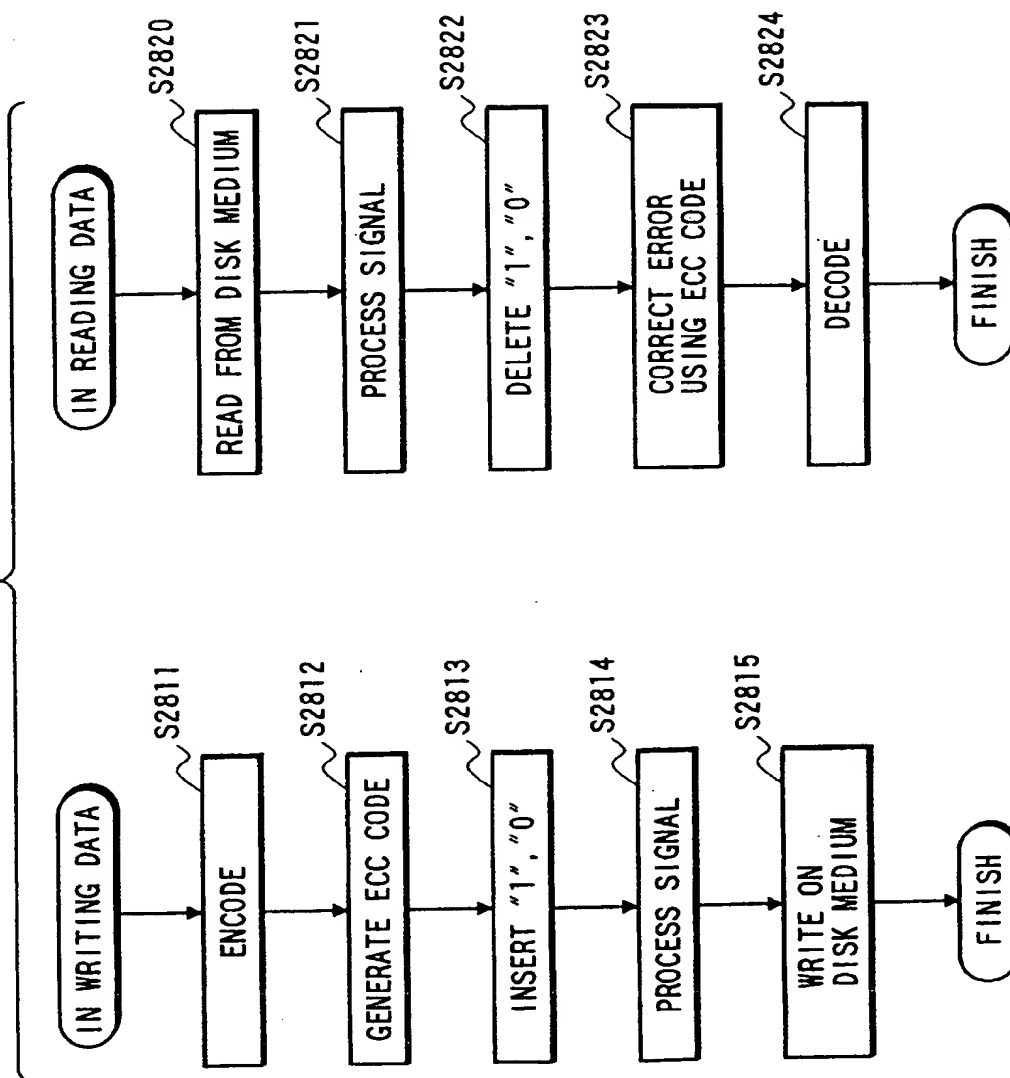 IN WRITING DATA
S2811
ENCODE
S2812
GENERATE ECC CODE
S2813
INSERT "1", "0"
S2814
PROCESS SIGNAL
S2815
WRITE ON
DISK MEDIUM
FINISH
IN READING DATA
S2820
READ FROM DISK MEDIUM
S2821
PROCESS SIGNAL
S2822
DELETE "1", "0"
S2823
CORRECT ERROR
USING ECC CODE
S2824
DECODE
FINISH